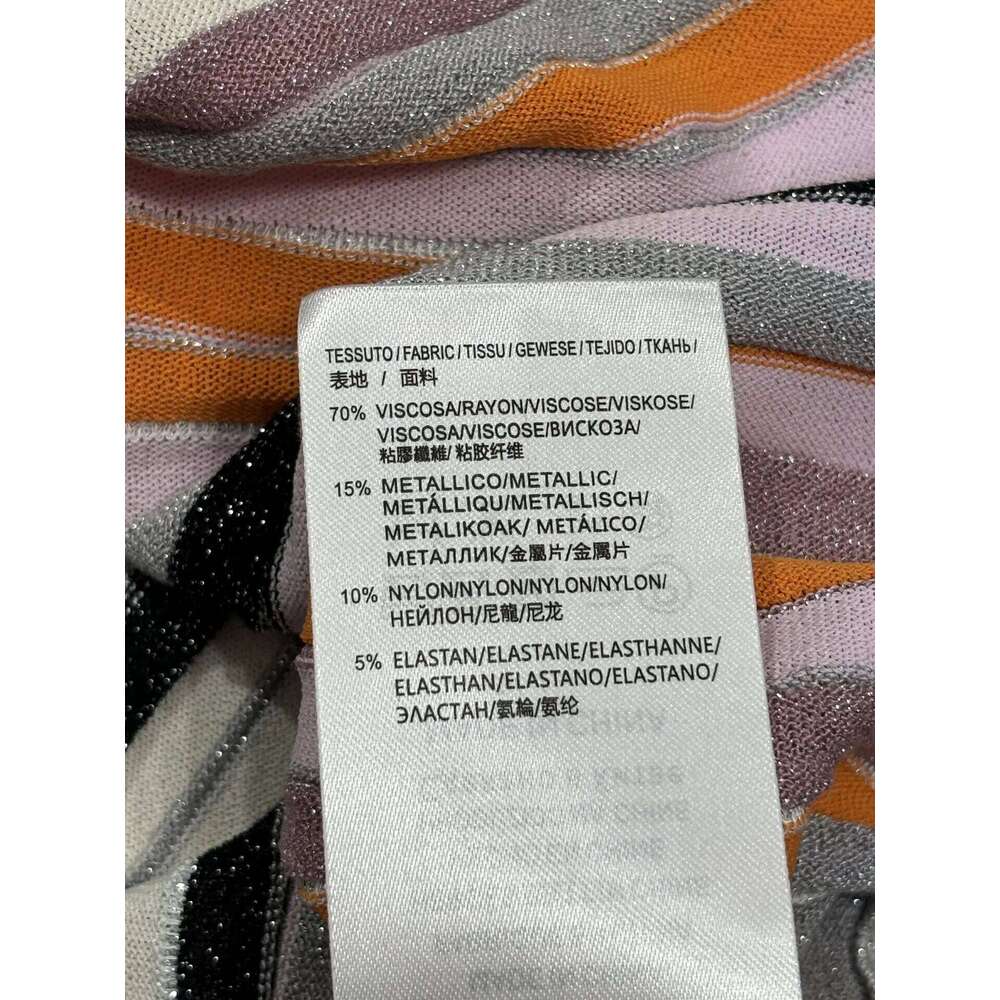 TESSUTO / FABRIC / TISSU / GEWESE / TEJIDO / ТКАНЬ /
表地 / 面料
70% VISCOSA/RAYON/VISCOSE/VISKOSE/
VISCOSA/VISCOSE/ВИСКОЗА/
粘膠纖維/ 粘胶纤维
15% METALLICO/METALLIC/
METÁLLIQU/METALLISCH/
METALIKOAK/ METÁLICO/
МЕТАЛЛИК/金屬片/金属片
10% NYLON/NYLON/NYLON/NYLON/
НЕЙЛОН/尼龍/尼龙
5% ELASTAN/ELASTANE/ELASTHANNE/
ELASTHAN/ELASTANO/ELASTANO/
ЭЛАСТАН/氨榆/氨纶